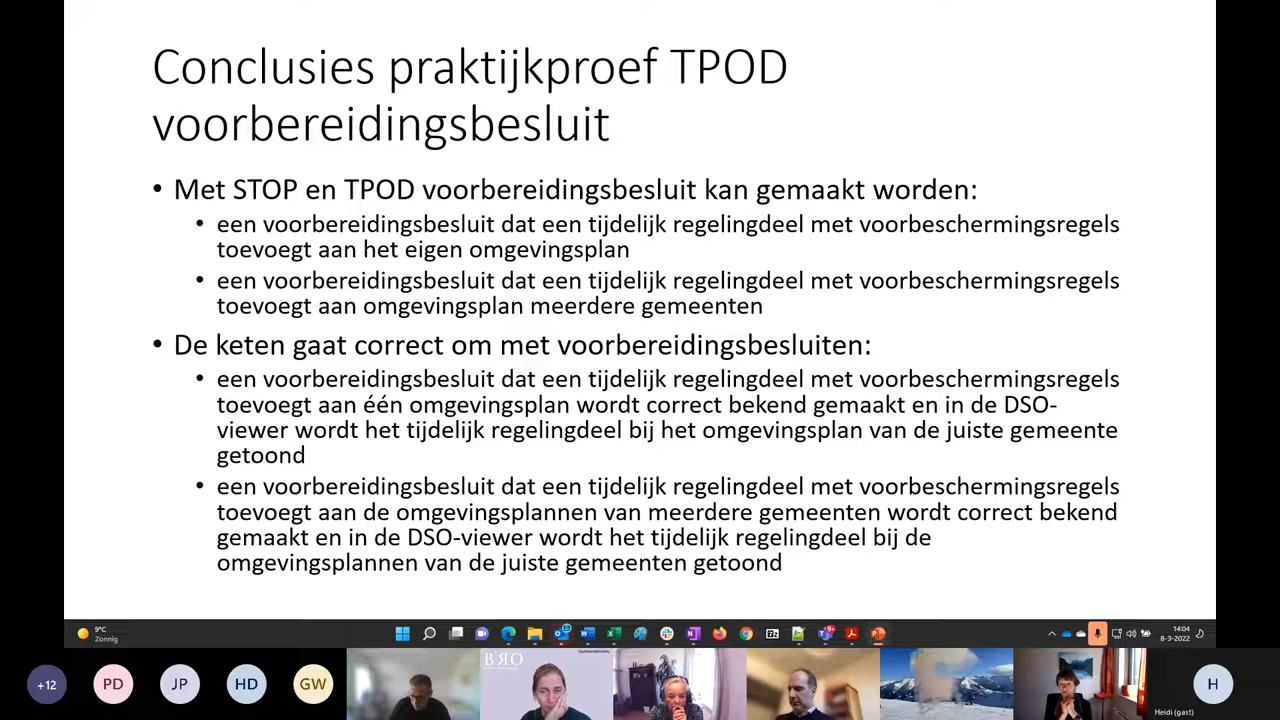 Conclusies praktijkproef TPOD
voorbereidingsbesluit
• Met STOP en TPOD voorbereidingsbesluit kan gemaakt worden:
• een voorbereidingsbesluit dat een tijdelijk regelingdeel met voorbeschermingsregels
toevoegt aan het eigen omgevingsplan
• een voorbereidingsbesluit dat een tijdelijk regelingdeel met voorbeschermingsregels
toevoegt aan omgevingsplan meerdere gemeenten
• De keten gaat correct om met voorbereidingsbesluiten:
• een voorbereidingsbesluit dat een tijdelijk regelingdeel met voorbeschermingsregels
toevoegt aan één omgevingsplan wordt correct bekend gemaakt en in de DSO-
viewer wordt het tijdelijk regelingdeel bij het omgevingsplan van de juiste gemeente
getoond
• een voorbereidingsbesluit dat een tijdelijk regelingdeel met voorbeschermingsregels
toevoegt aan de omgevingsplannen van meerdere gemeenten wordt correct bekend
gemaakt en in de DSO-viewer wordt het tijdelijk regelingdeel bij de
omgevingsplannen van de juiste gemeenten getoond
9°C
Zonnig
14:04
8-3-2022
+12
PD
JP
HD
GW
BRO
H
Heidi (gast)